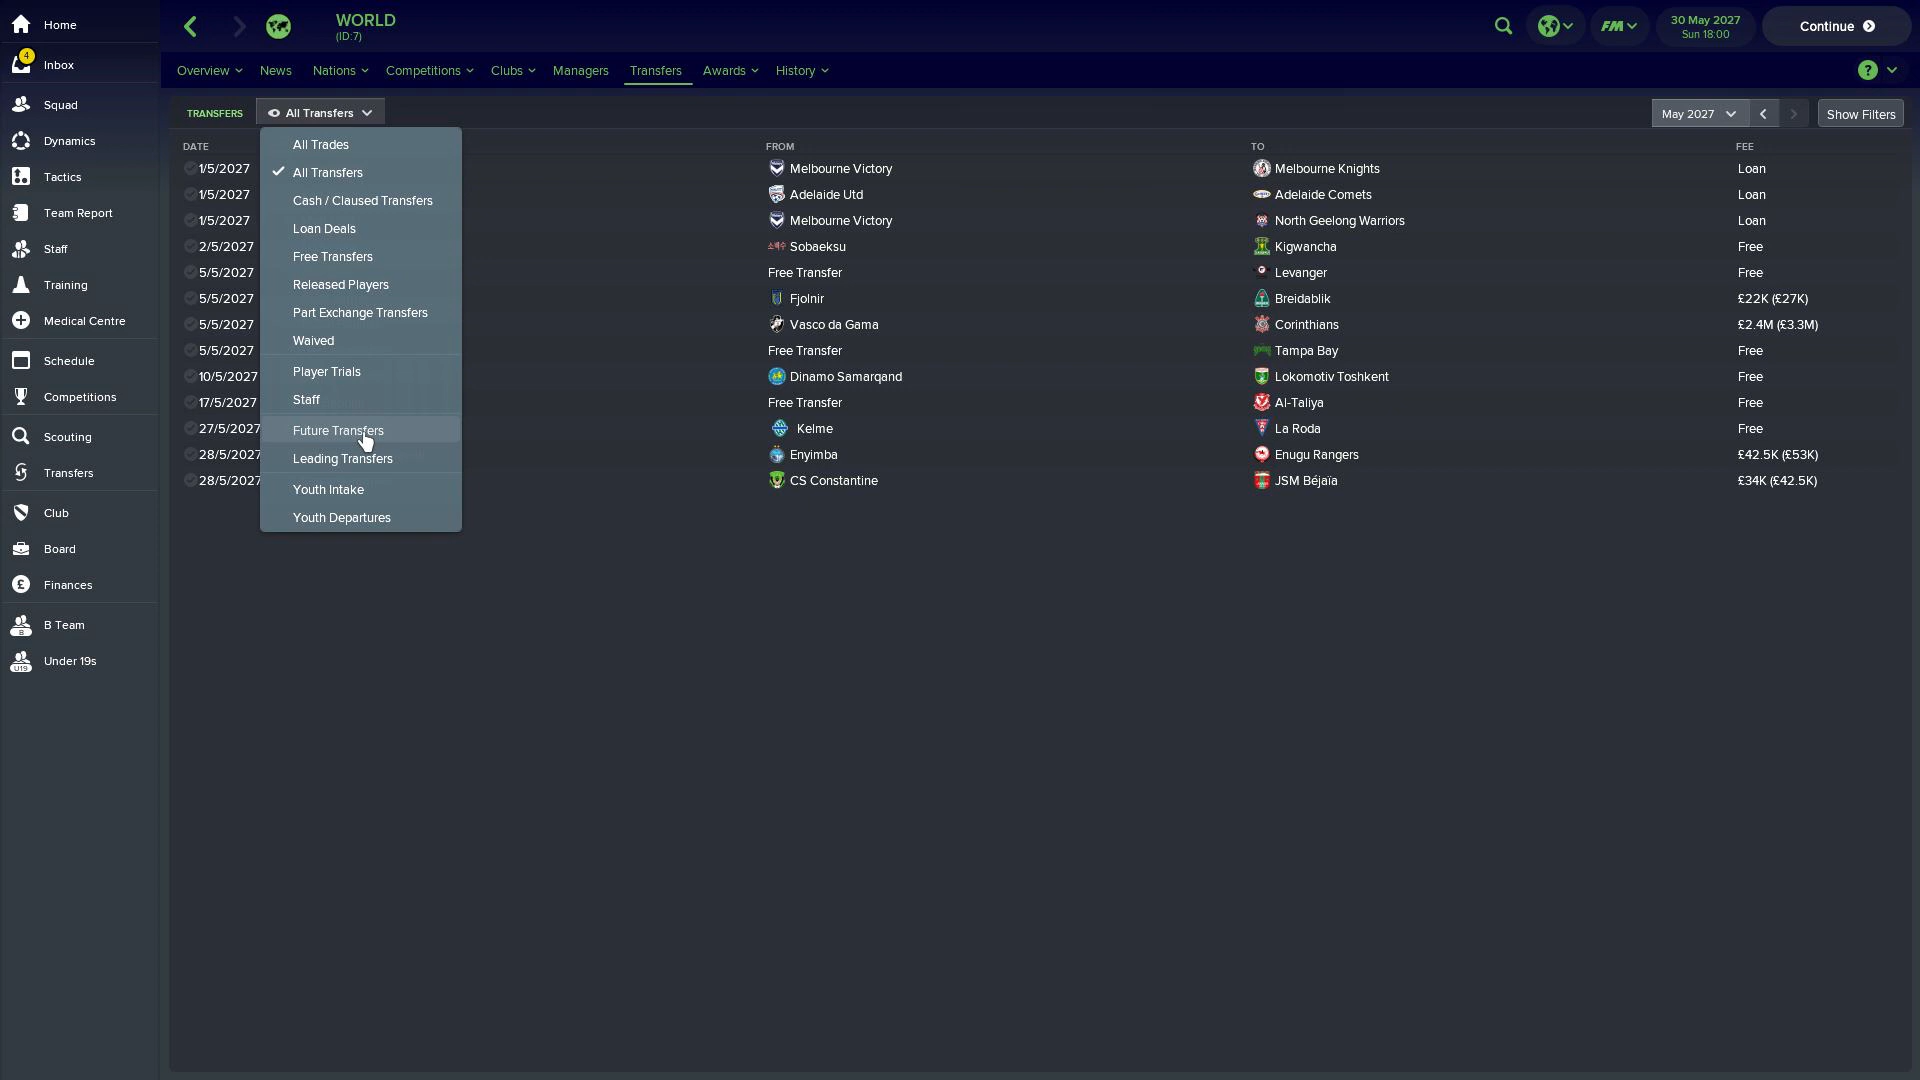 Home
4
Inbox
Squad
Dynamics
Tactics
Team Report
Staff
Training
Medical Centre
Schedule
Competitions
Scouting
Transfers
Club
Board
£ Finances
B
B Team
U19
Under 19s
WORLD
(ID:7)
FM
30 May 2027
Sun 18:00
Continue
Overview News Nations Competitions Clubs Managers Transfers Awards History
?
TRANSFERS All Transfers
May 2027
Show Filters
All Trades
All Transfers
Cash / Claused Transfers
Loan Deals
Free Transfers
Released Players
Part Exchange Transfers
Waived
Player Trials
Staff
Future Transfers
Leading Transfers
Youth Intake
Youth Departures
DATE FROM TO FEE
1/5/2027 Melbourne Victory Melbourne Knights Loan
1/5/2027 Adelaide Utd Adelaide Comets Loan
1/5/2027 Melbourne Victory North Geelong Warriors Loan
2/5/2027 소백수 Sobaeksu Kigwancha Free
5/5/2027 Free Transfer Levanger Free
5/5/2027 Fjolnir Breidablik £22K (£27K)
5/5/2027 Vasco da Gama Corinthians £2.4M (£3.3M)
5/5/2027 Free Transfer Tampa Bay Free
10/5/2027 Dinamo Samarqand Lokomotiv Toshkent Free
17/5/2027 Free Transfer Al-Taliya Free
27/5/2027 Kelme La Roda Free
28/5/2027 Enyimba Enugu Rangers £42.5K (£53K)
28/5/2027 CS Constantine JSM Béjaïa £34K (£42.5K)